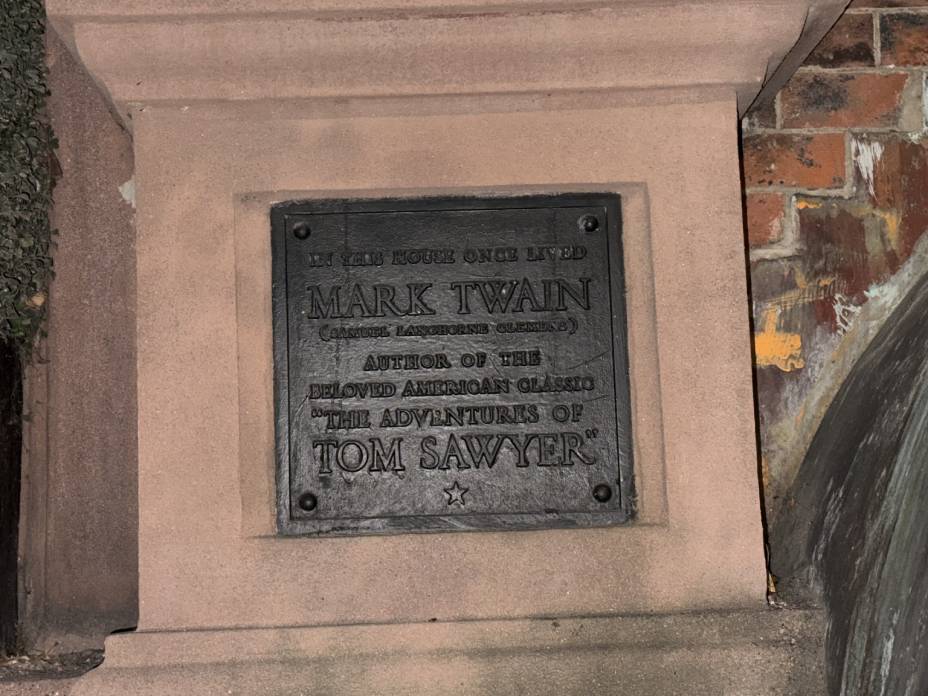 IN THIS HOUSE ONCE LIVED
MARK TWAIN
(SAMUEL LANGHORNE CLEMENS)
AUTHOR OF THE
BELOVED AMERICAN CLASSIC
"THE ADVENTURES OF
TOM SAWYER"